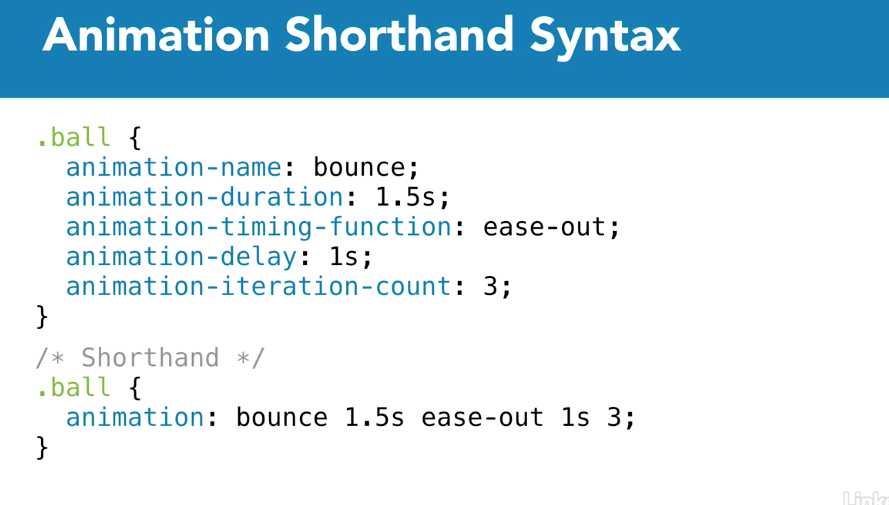 Animation Shorthand Syntax
.ball {
  animation-name: bounce;
  animation-duration: 1.5s;
  animation-timing-function: ease-out;
  animation-delay: 1s;
  animation-iteration-count: 3;
}
/* Shorthand */
.ball {
  animation: bounce 1.5s ease-out 1s 3;
}